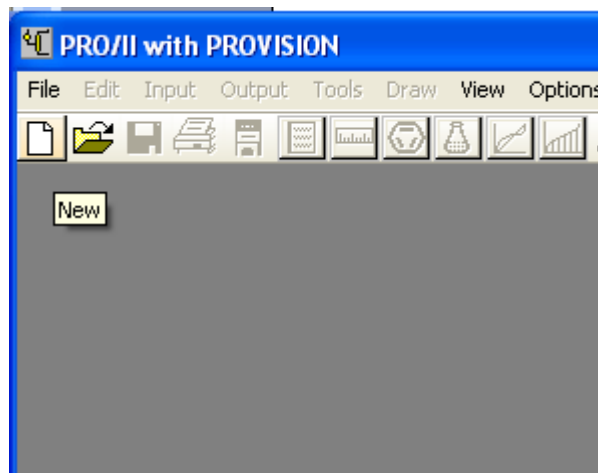 PRO/II with PROVISION
File Edit Input Output Tools Draw View Options
New